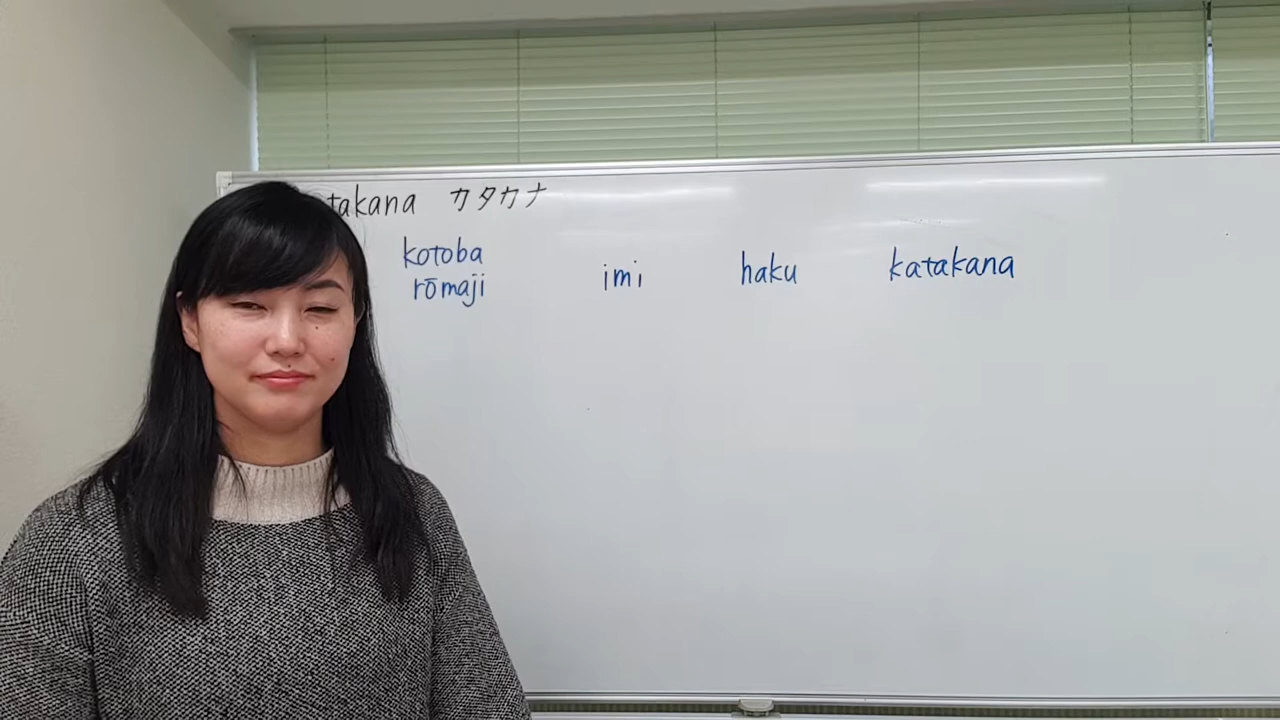 takana カタカナ
kotoba
rōmaji
imi
haku
katakana